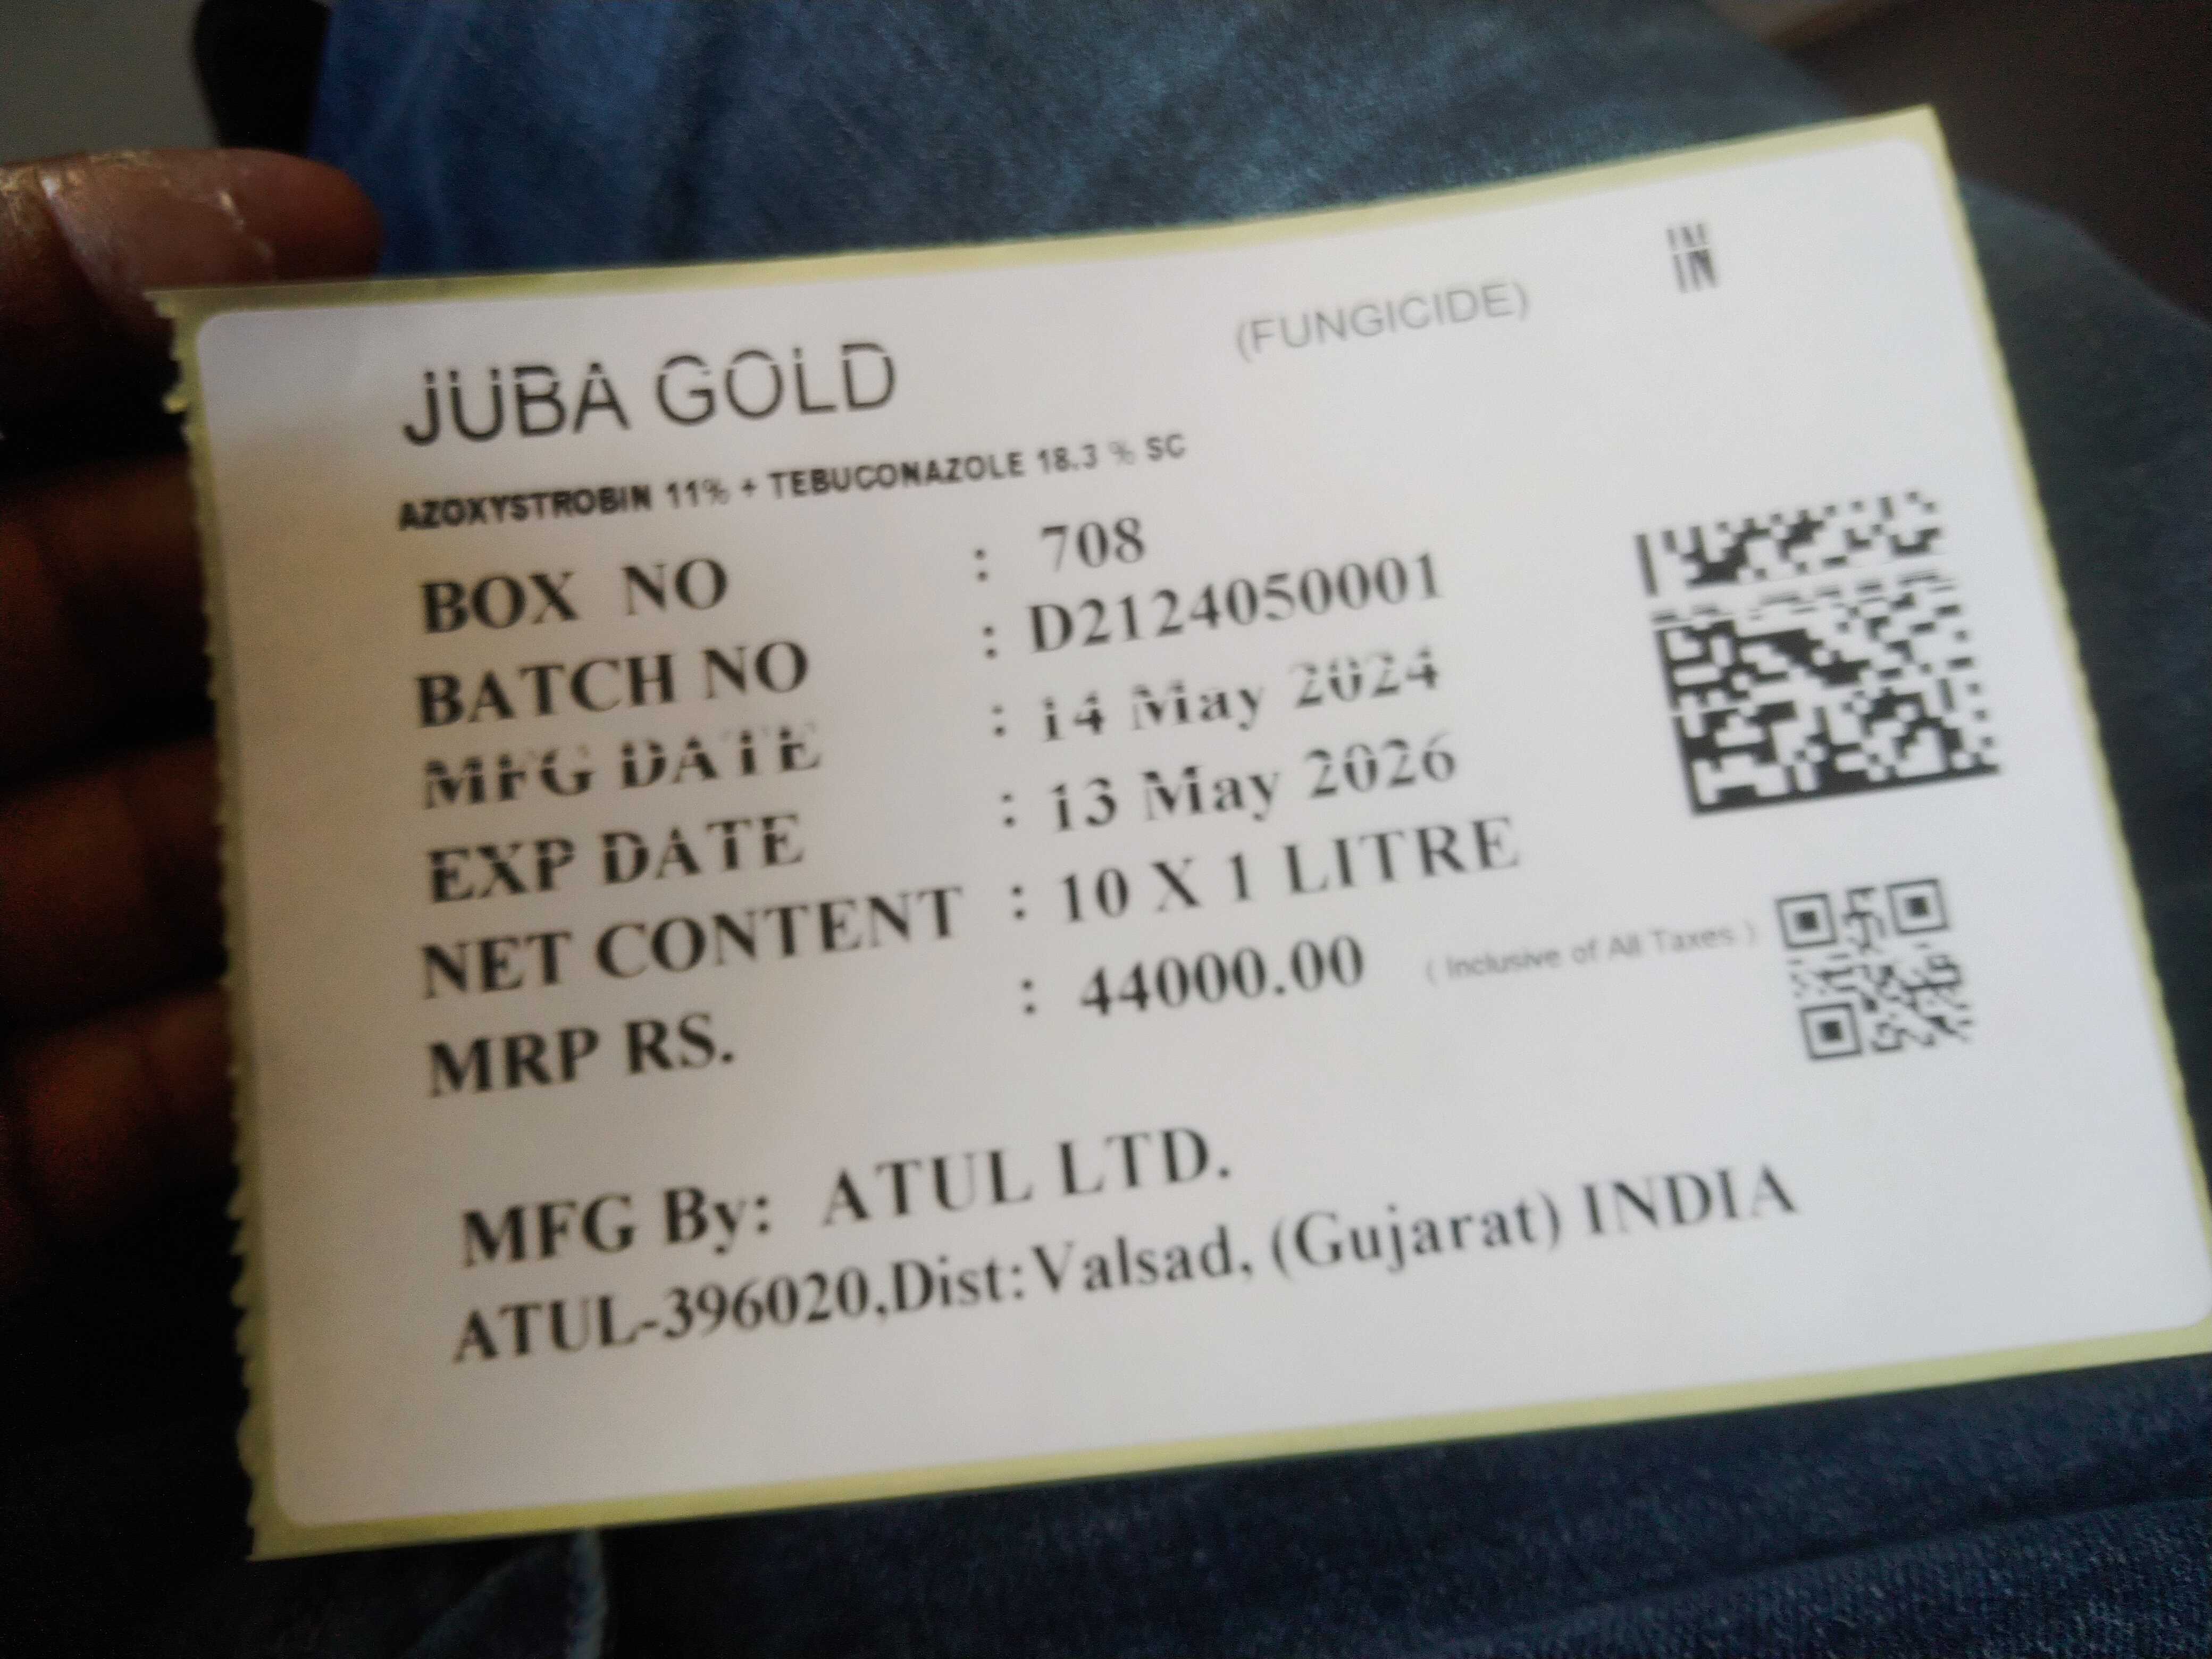 JUBA GOLD (FUNGICIDE) IN
AZOXYSTROBIN 11% + TEBUCONAZOLE 18.3 % SC
BOX NO : 708
BATCH NO : D2124050001
MFG DATE : 14 May 2024
EXP DATE : 13 May 2026
NET CONTENT : 10 X 1 LITRE
MRP RS. : 44000.00 ( Inclusive of All Taxes )
MFG By: ATUL LTD.
ATUL-396020,Dist:Valsad, (Gujarat) INDIA